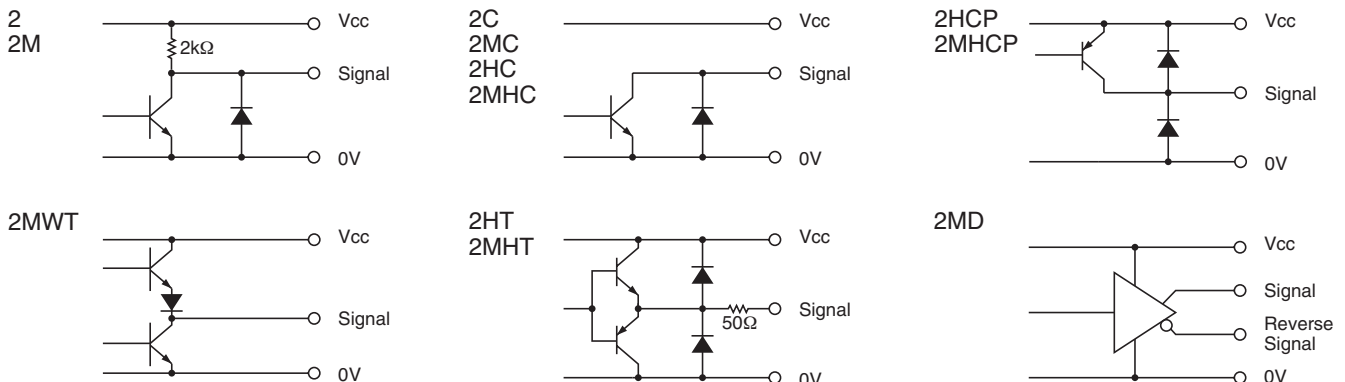 2
2M
Vcc
2kΩ
Signal
0V
2C
2MC
2HC
2MHC
Vcc
Signal
0V
2HCP
2MHCP
Vcc
Signal
0V
2MWT
Vcc
Signal
0V
2HT
2MHT
Vcc
50Ω
Signal
0V
2MD
Vcc
Signal
Reverse
Signal
0V